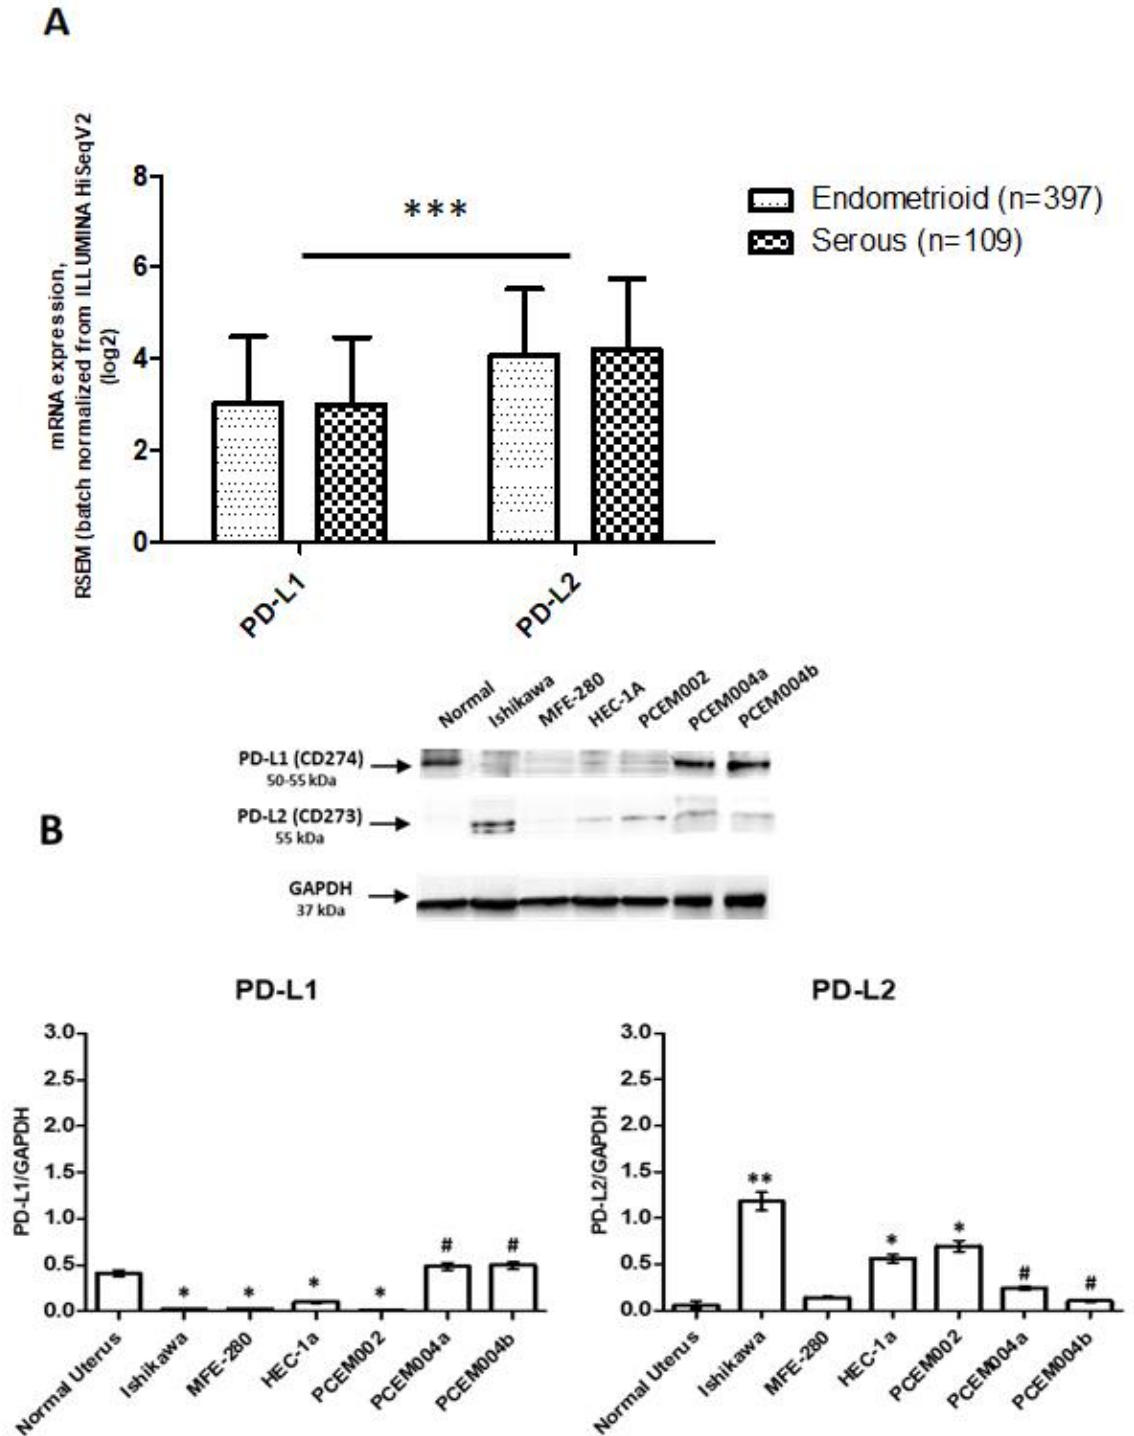 A
mRNA expression,
RSEM (batch normalized from ILLUMINA HiSeqV2
(log2)
8
6
4
2
0
***
Endometrioid (n=397)
Serous (n=109)
PD-L1
PD-L2
B
Normal
Ishikawa
MFE-280
HEC-1A
PCEM002
PCEM004a
PCEM004b
PD-L1 (CD274)
50-55 kDa
PD-L2 (CD273)
55 kDa
GAPDH
37 kDa
PD-L1
PD-L1/GAPDH
3.0
2.5
2.0
1.5
1.0
0.5
0.0
*
*
*
*
#
#
Normal Uterus
Ishikawa
MFE-280
HEC-1a
PCEM002
PCEM004a
PCEM004b
PD-L2
PD-L2/GAPDH
3.0
2.5
2.0
1.5
1.0
0.5
0.0
**
*
*
#
#
Normal Uterus
Ishikawa
MFE-280
HEC-1a
PCEM002
PCEM004a
PCEM004b